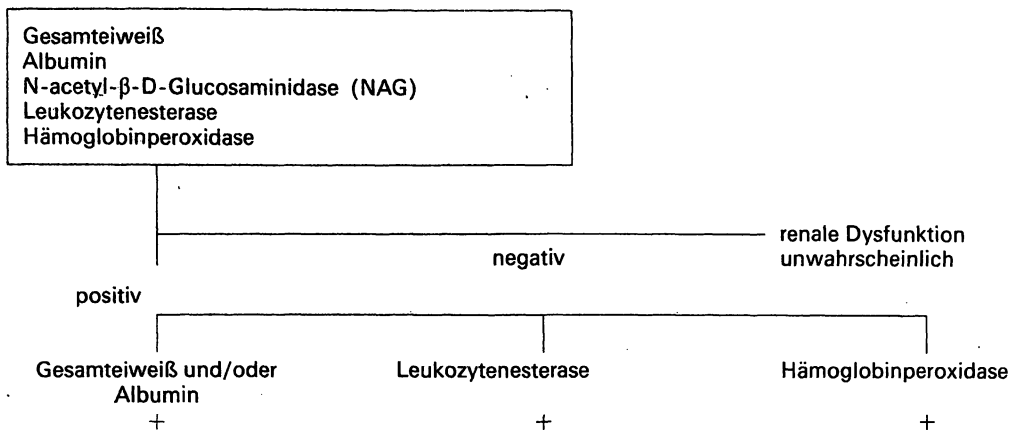 Gesamteiweiß
Albumin
N-acetyl-β-D-Glucosaminidase (NAG)
Leukozytenesterase
Hämoglobinperoxidase
renale Dysfunktion
negativ unwahrscheinlich
positiv
Gesamteiweiß und/oder Leukozytenesterase Hämoglobinperoxidase
Albumin
+ + +